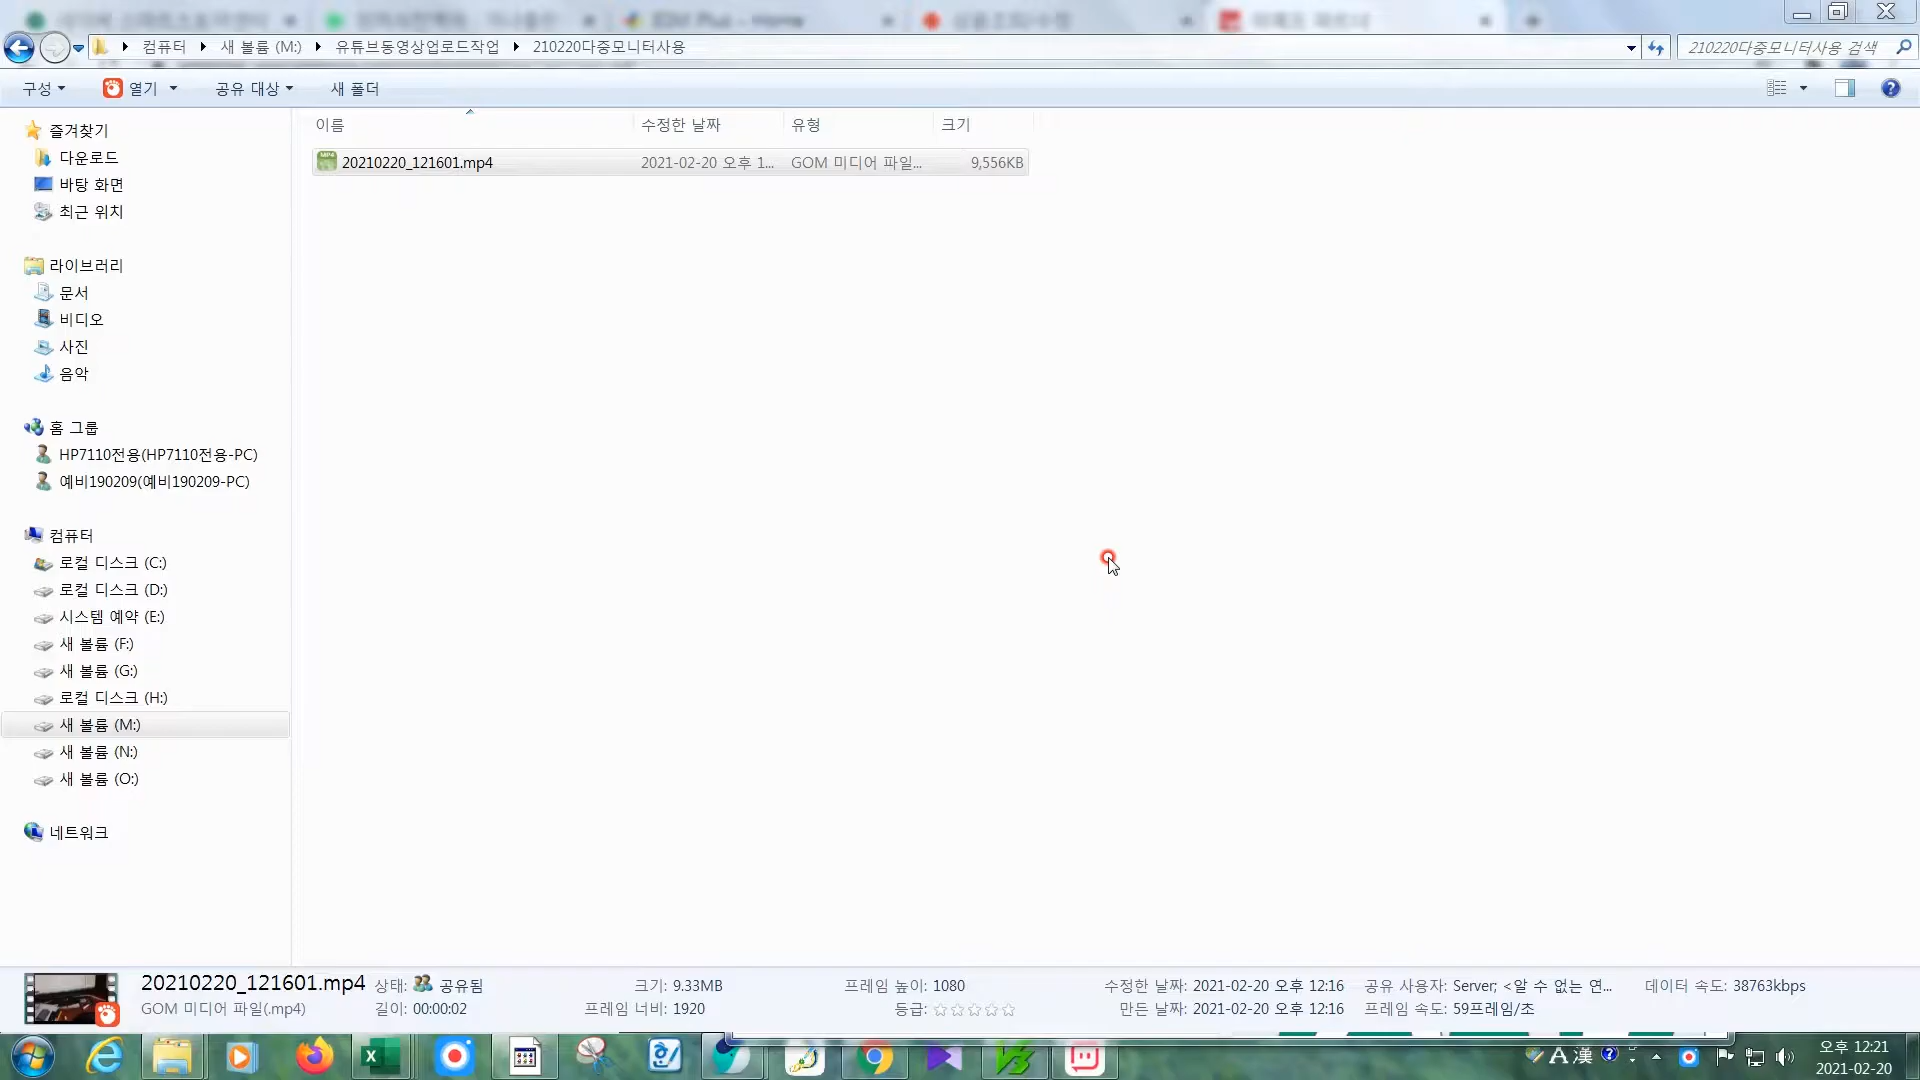 컴퓨터 새 볼륨 (M:) 유튜브동영상업로드작업 210220다중모니터사용
210220다중모니터사용 검색
구성 열기 공유 대상 새 폴더
이름 수정한 날짜 유형 크기
20210220_121601.mp4 2021-02-20 오후 1... GOM 미디어 파일... 9,556KB
즐겨찾기
다운로드
바탕 화면
최근 위치
라이브러리
문서
비디오
사진
음악
홈 그룹
HP7110전용(HP7110전용-PC)
예비190209(예비190209-PC)
컴퓨터
로컬 디스크 (C:)
로컬 디스크 (D:)
시스템 예약 (E:)
새 볼륨 (F:)
새 볼륨 (G:)
로컬 디스크 (H:)
새 볼륨 (M:)
새 볼륨 (N:)
새 볼륨 (O:)
네트워크
20210220_121601.mp4 상태: 공유됨 크기: 9.33MB 프레임 높이: 1080 수정한 날짜: 2021-02-20 오후 12:16 공유 사용자: Server; <알 수 없는 연... 데이터 속도: 38763kbps
GOM 미디어 파일(.mp4) 길이: 00:00:02 프레임 너비: 1920 등급: 만든 날짜: 2021-02-20 오후 12:16 프레임 속도: 59프레임/초
A 漢
오후 12:21
2021-02-20